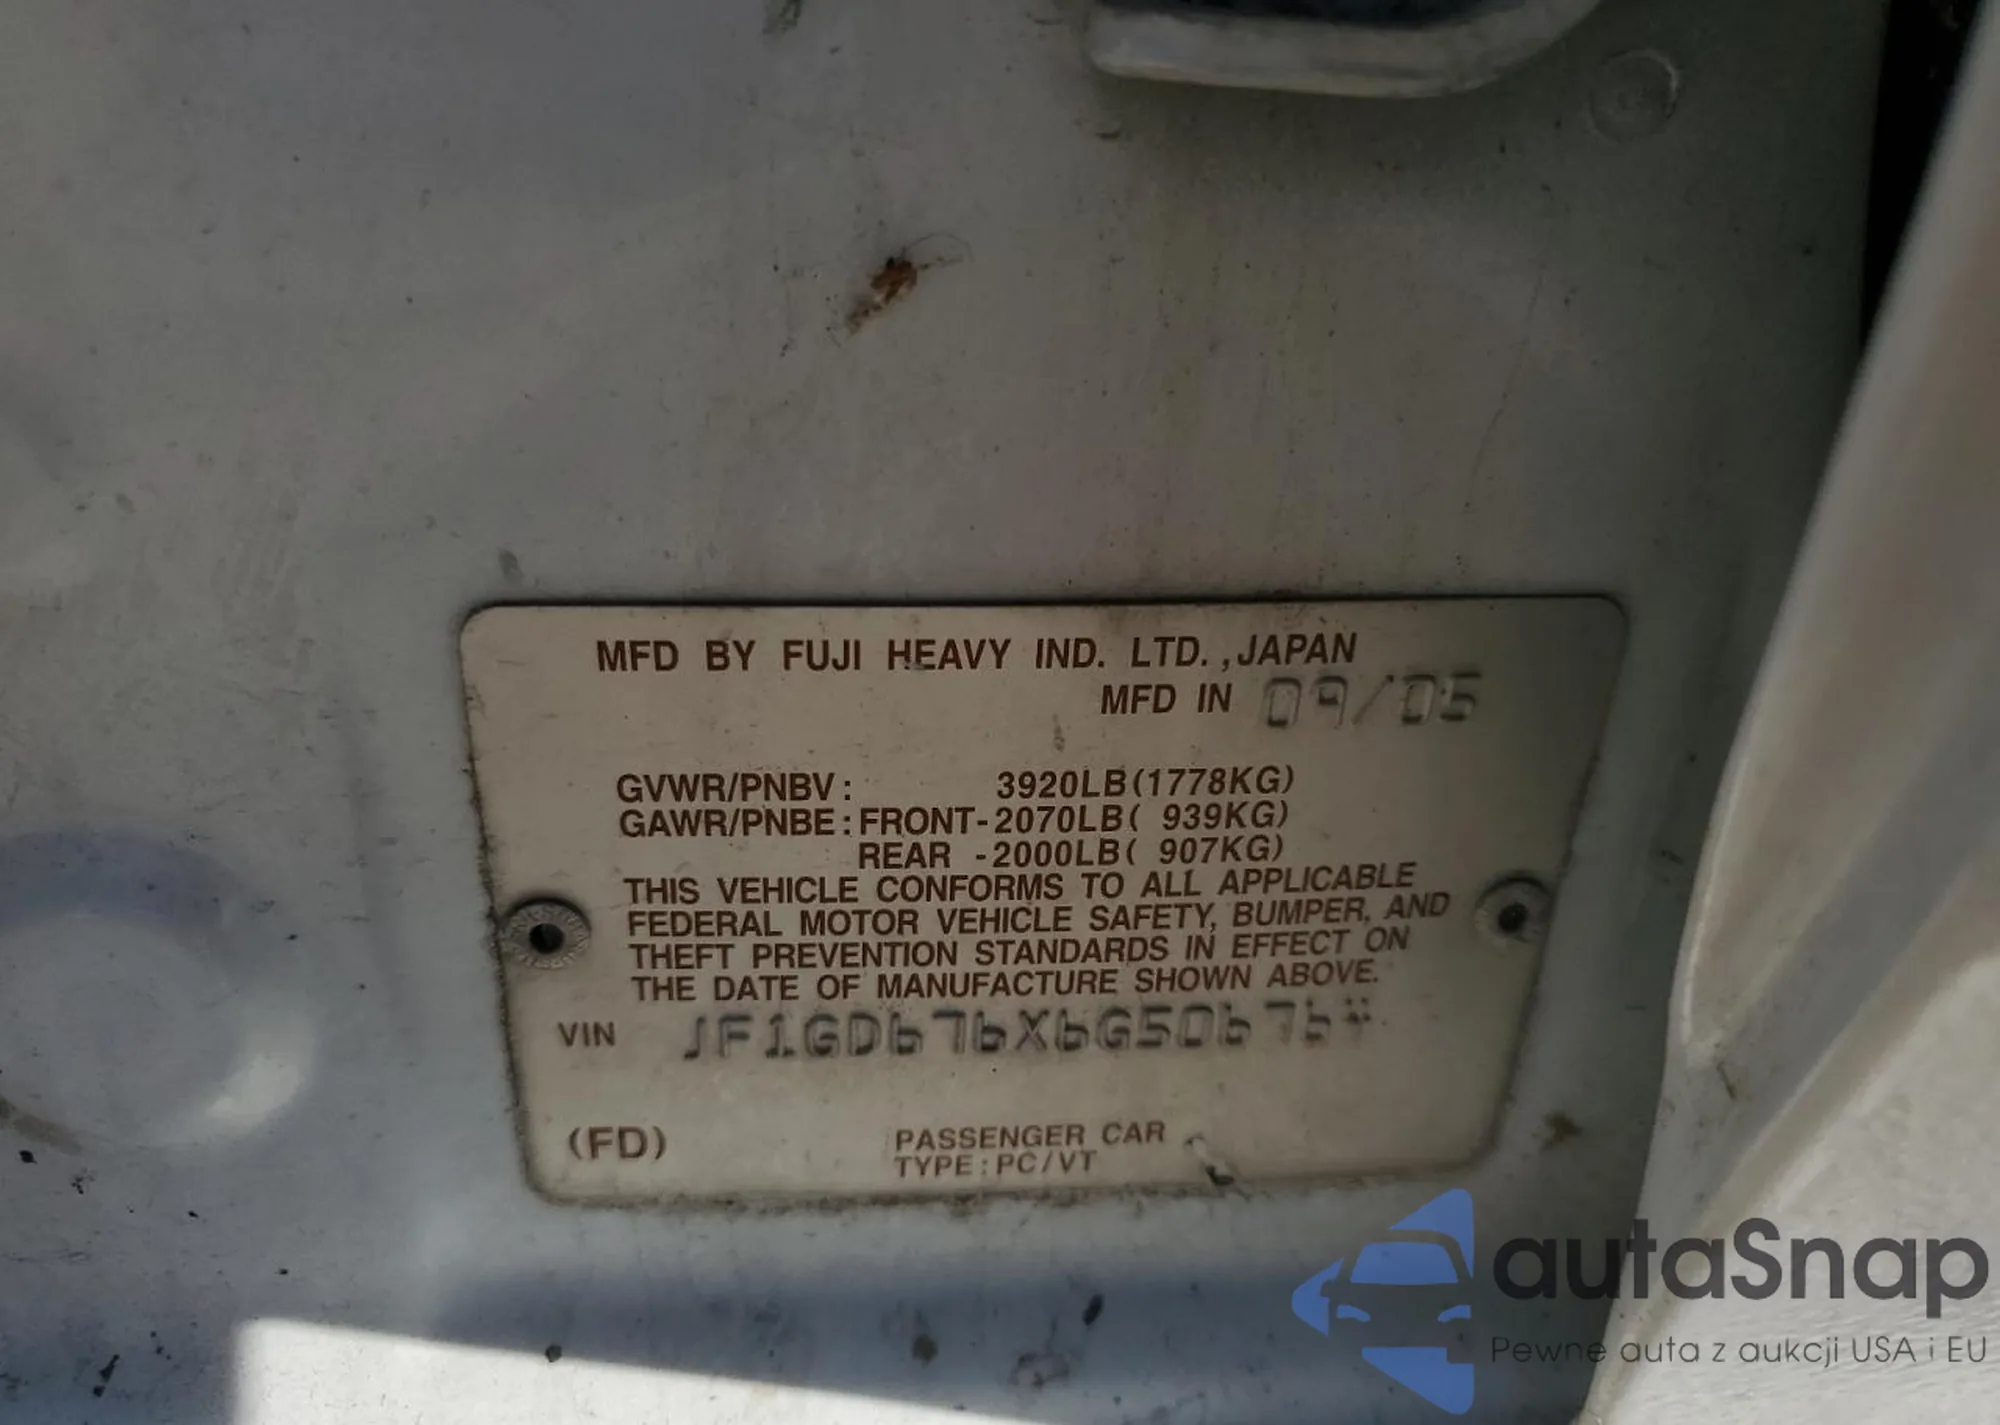 MFD BY FUJI HEAVY IND. LTD.,JAPAN
MFD IN 09/05
GVWR/PNBV: 3920LB(1778KG)
GAWR/PNBE:FRONT-2070LB( 939KG)
REAR -2000LB( 907KG)
THIS VEHICLE CONFORMS TO ALL APPLICABLE
FEDERAL MOTOR VEHICLE SAFETY, BUMPER, AND
THEFT PREVENTION STANDARDS IN EFFECT ON
THE DATE OF MANUFACTURE SHOWN ABOVE.
VIN JF1GD676X6G506764
(FD)
PASSENGER CAR
TYPE:PC/VT
autaSnap
Pewne auta z aukcji USA i EU